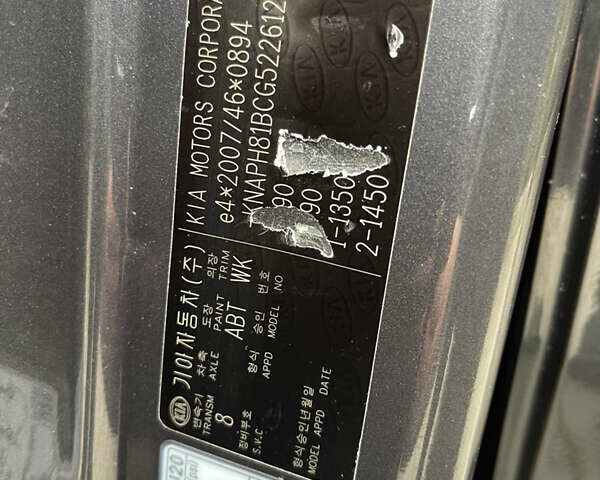 KIA 기아자동차(주) KIA MOTORS CORPORA
e4*2007/46*0894
KNAPH81BCG522612
90
90
1-1350
2-1450
변속기 차축 도장 의장
TRANSM AXLE PAINT TRIM
8 ABT WK
장비부호 형식 승인 번호
S.V.C APPD MODEL NO
형식승인년월일
MODEL APPD DATE